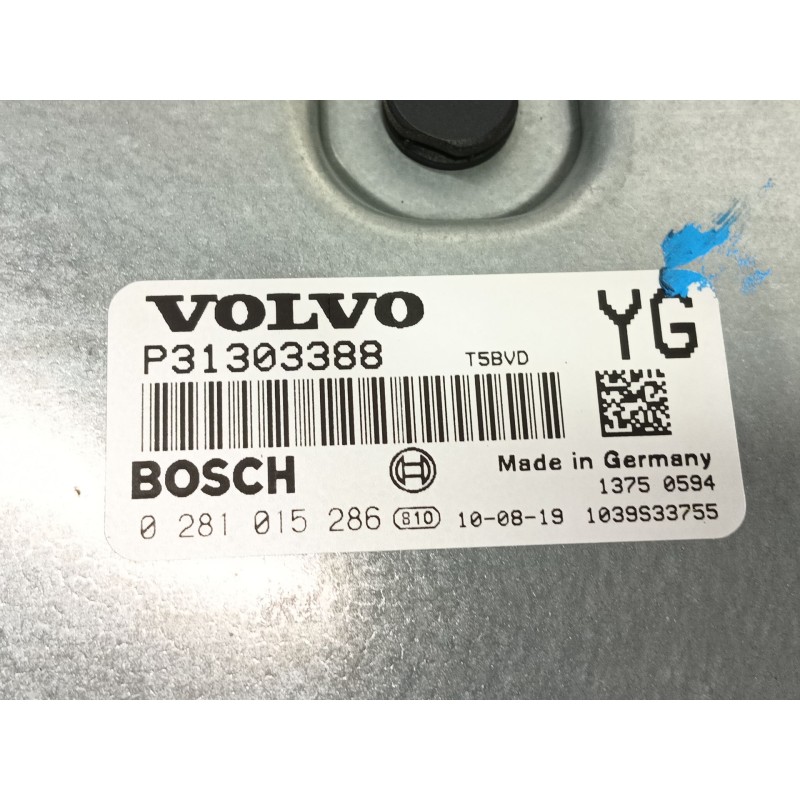 VOLVO
YG
P31303388 T5BVD
BOSCH
Made in Germany
1375 0594
0 281 015 286 810 10-08-19 1039S33755